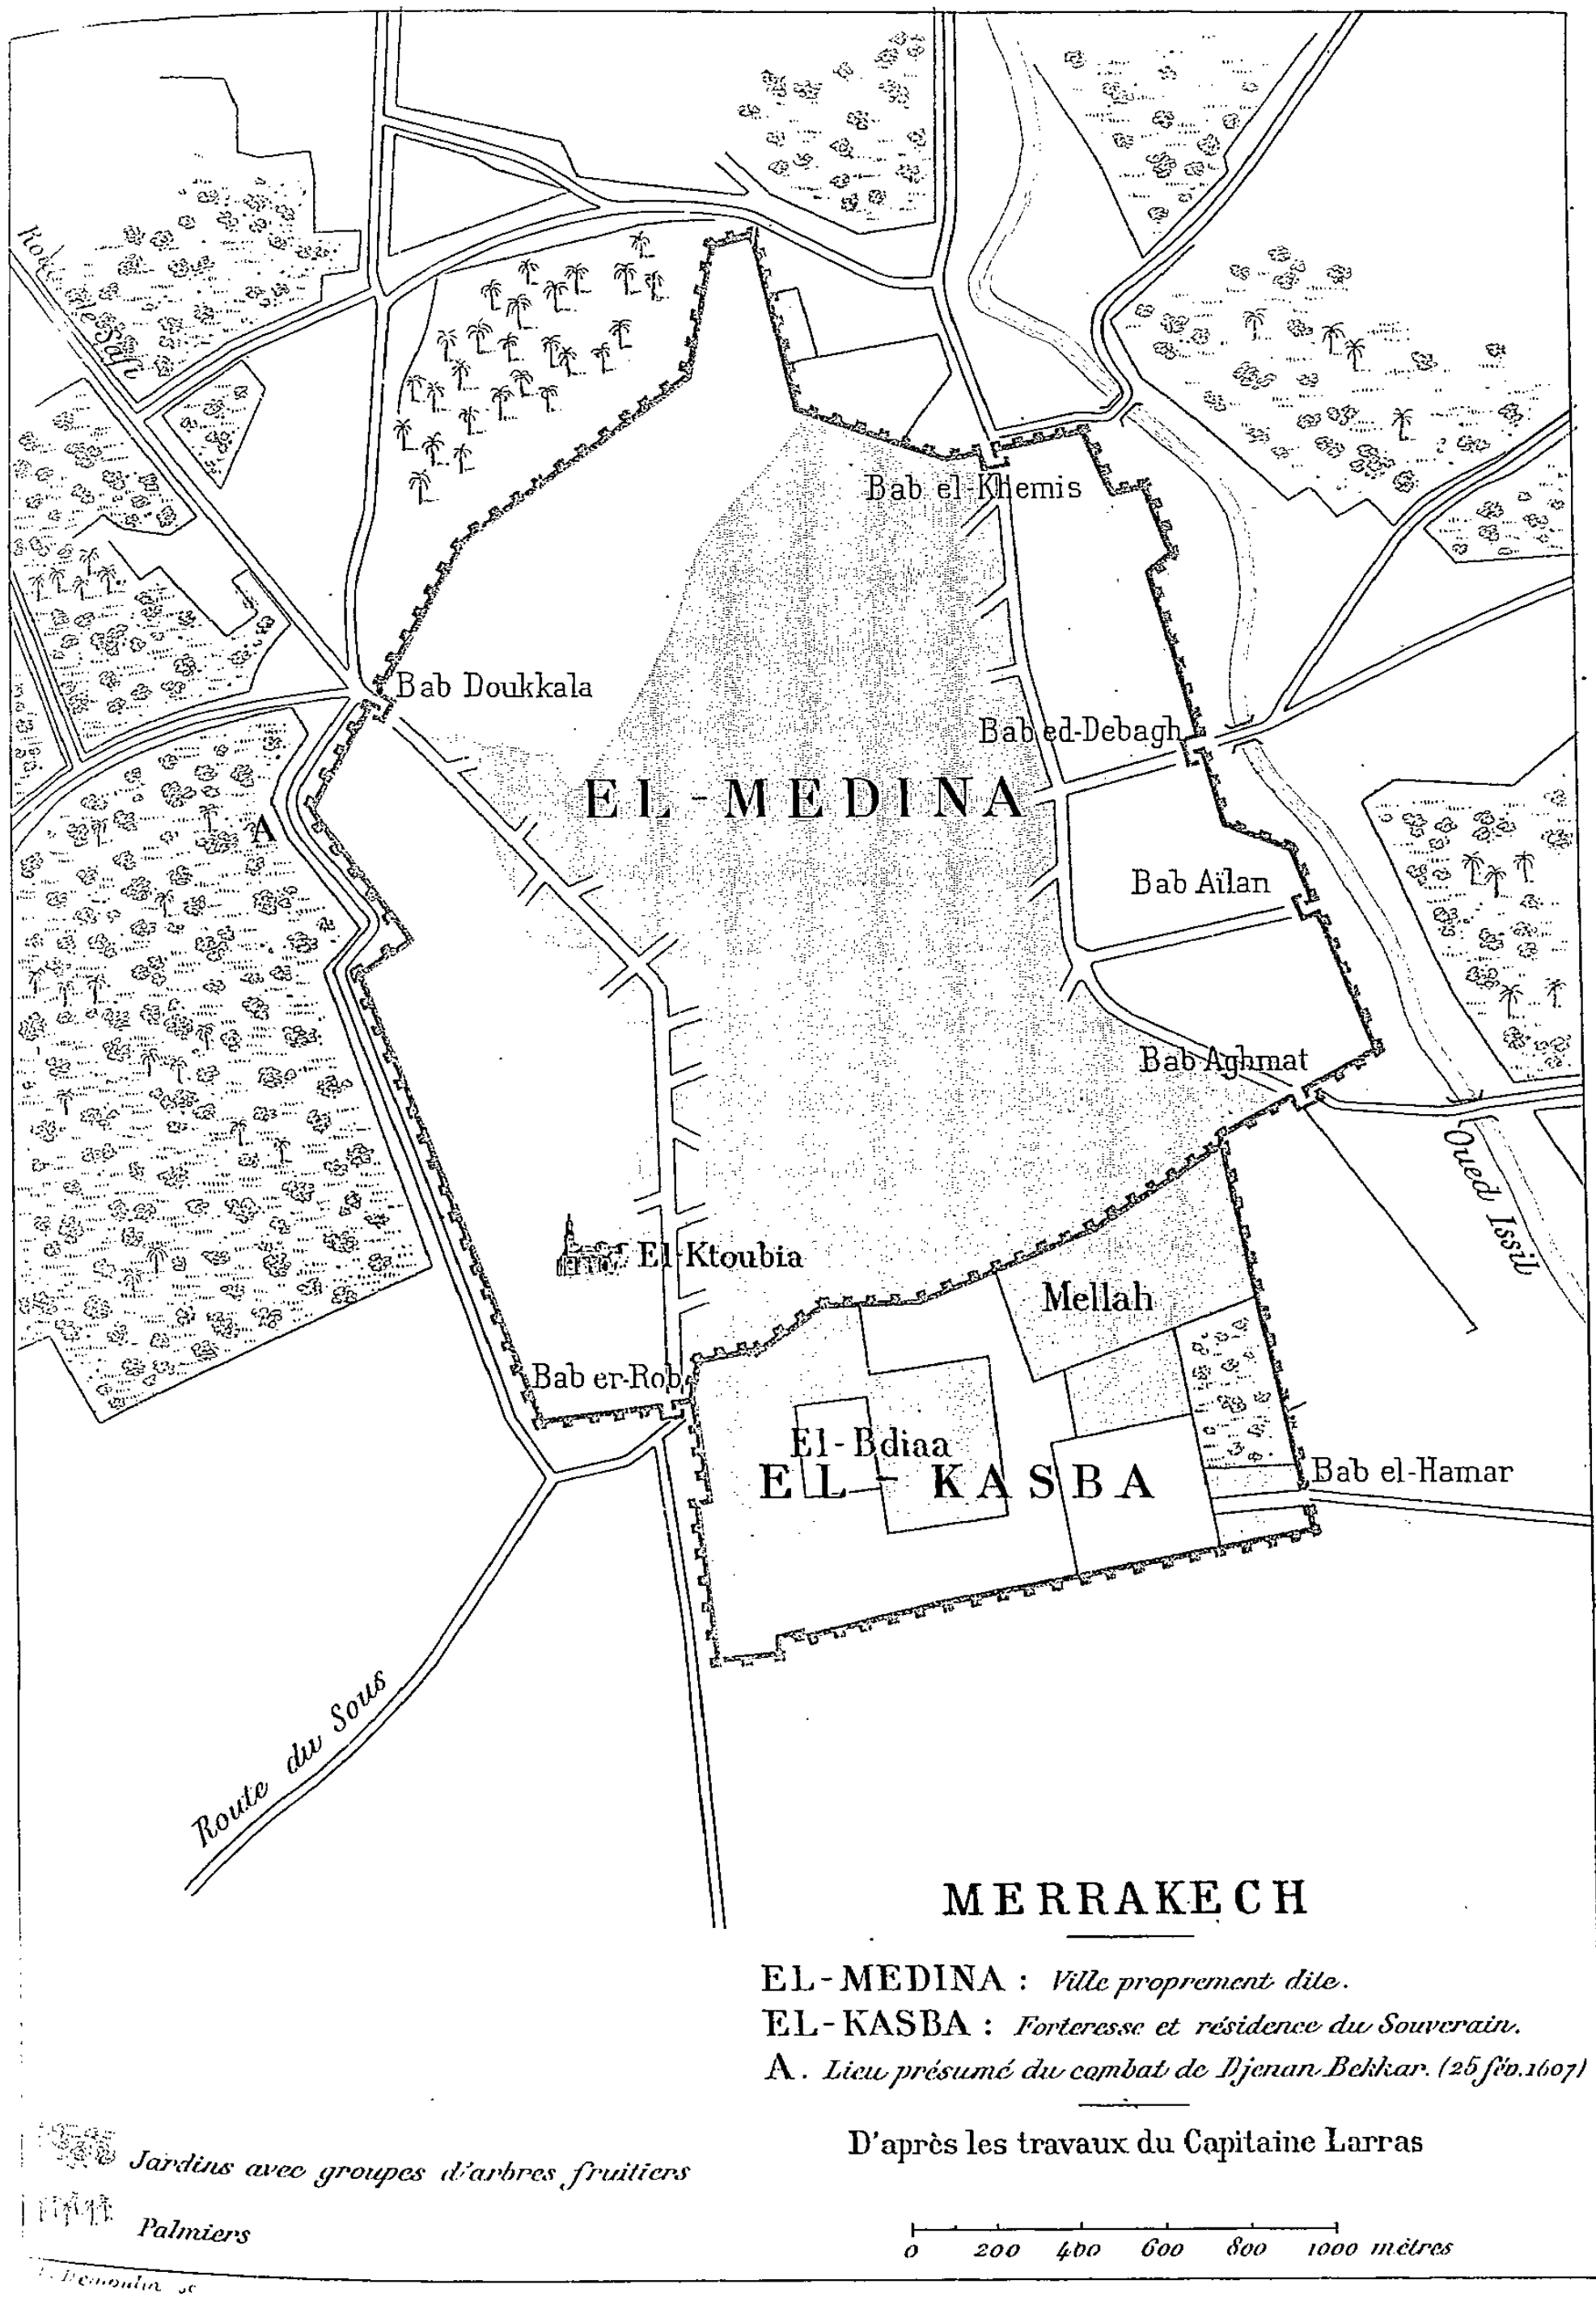 Route de Safi
Bab el-Khemis
Bab Doukkala
Bab ed-Debagh
EL-MEDINA
A
Bab Aïlan
Bab Aghmat
Oued Issil
El-Ktoubia
Mellah
Bab er-Rob
El-Bdiaa
EL-KASBA
Bab el-Hamar
Route du Sous
MERRAKECH
EL-MEDINA : Ville proprement dite.
EL-KASBA : Forteresse et résidence du Souverain.
A. Lieu présumé du combat de Djenan Bekkar. (25 fév. 1607)
D'après les travaux du Capitaine Larras
Jardins avec groupes d'arbres fruitiers
Palmiers
0 200 400 600 800 1000 mètres
Demoulin sc